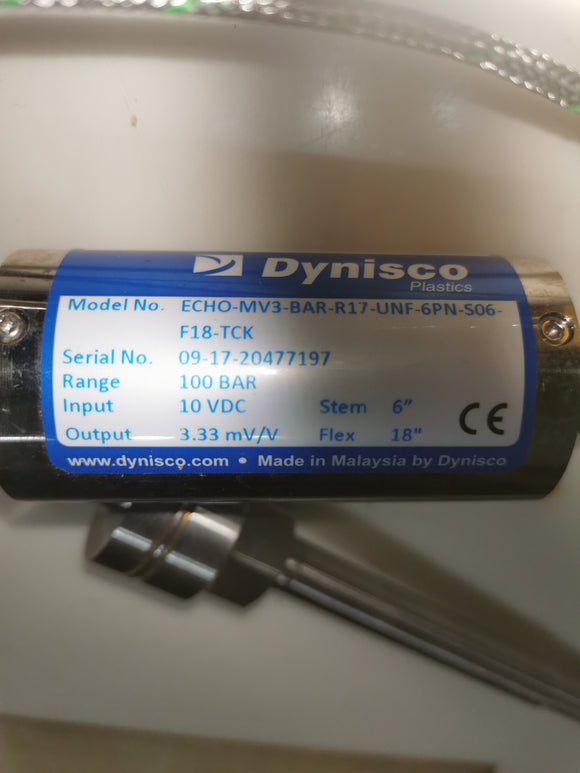 Dynisco
Plastics
Model No. ECHO-MV3-BAR-R17-UNF-6PN-S06-
F18-TCK
Serial No. 09-17-20477197
Range 100 BAR
Input 10 VDC Stem 6"
Output 3.33 mV/V Flex 18"
CE
www.dynisco.com • Made in Malaysia by Dynisco